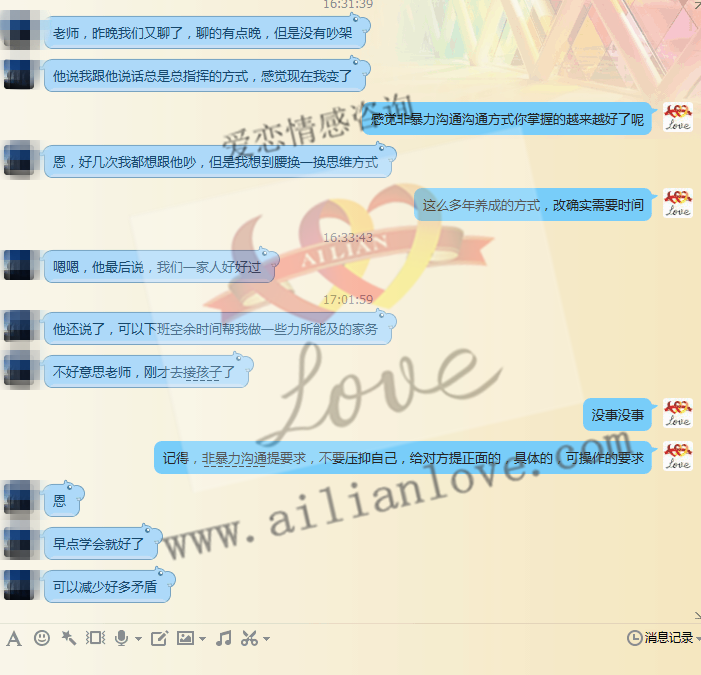 16:31:39
老师，昨晚我们又聊了，聊的有点晚，但是没有吵架
他说我跟他说话总是总指挥的方式，感觉现在我变了
爱恋情感咨询
感觉非暴力沟通沟通方式你掌握的越来越好了呢
love
恩，好几次我都想跟他吵，但是我想到腰换一换思维方式
这么多年养成的方式，改确实需要时间
love
16:33:43
AILIAN
嗯嗯，他最后说，我们一家人好好过
17:01:59
他还说了，可以下班空余时间帮我做一些力所能及的家务
不好意思老师，刚才去接孩子了
Love
没事没事
love
记得，非暴力沟通提要求，不要压抑自己，给对方提正面的，具体的，可操作的要求
love
www.ailianlove.com
恩
早点学会就好了
可以减少好多矛盾
消息记录